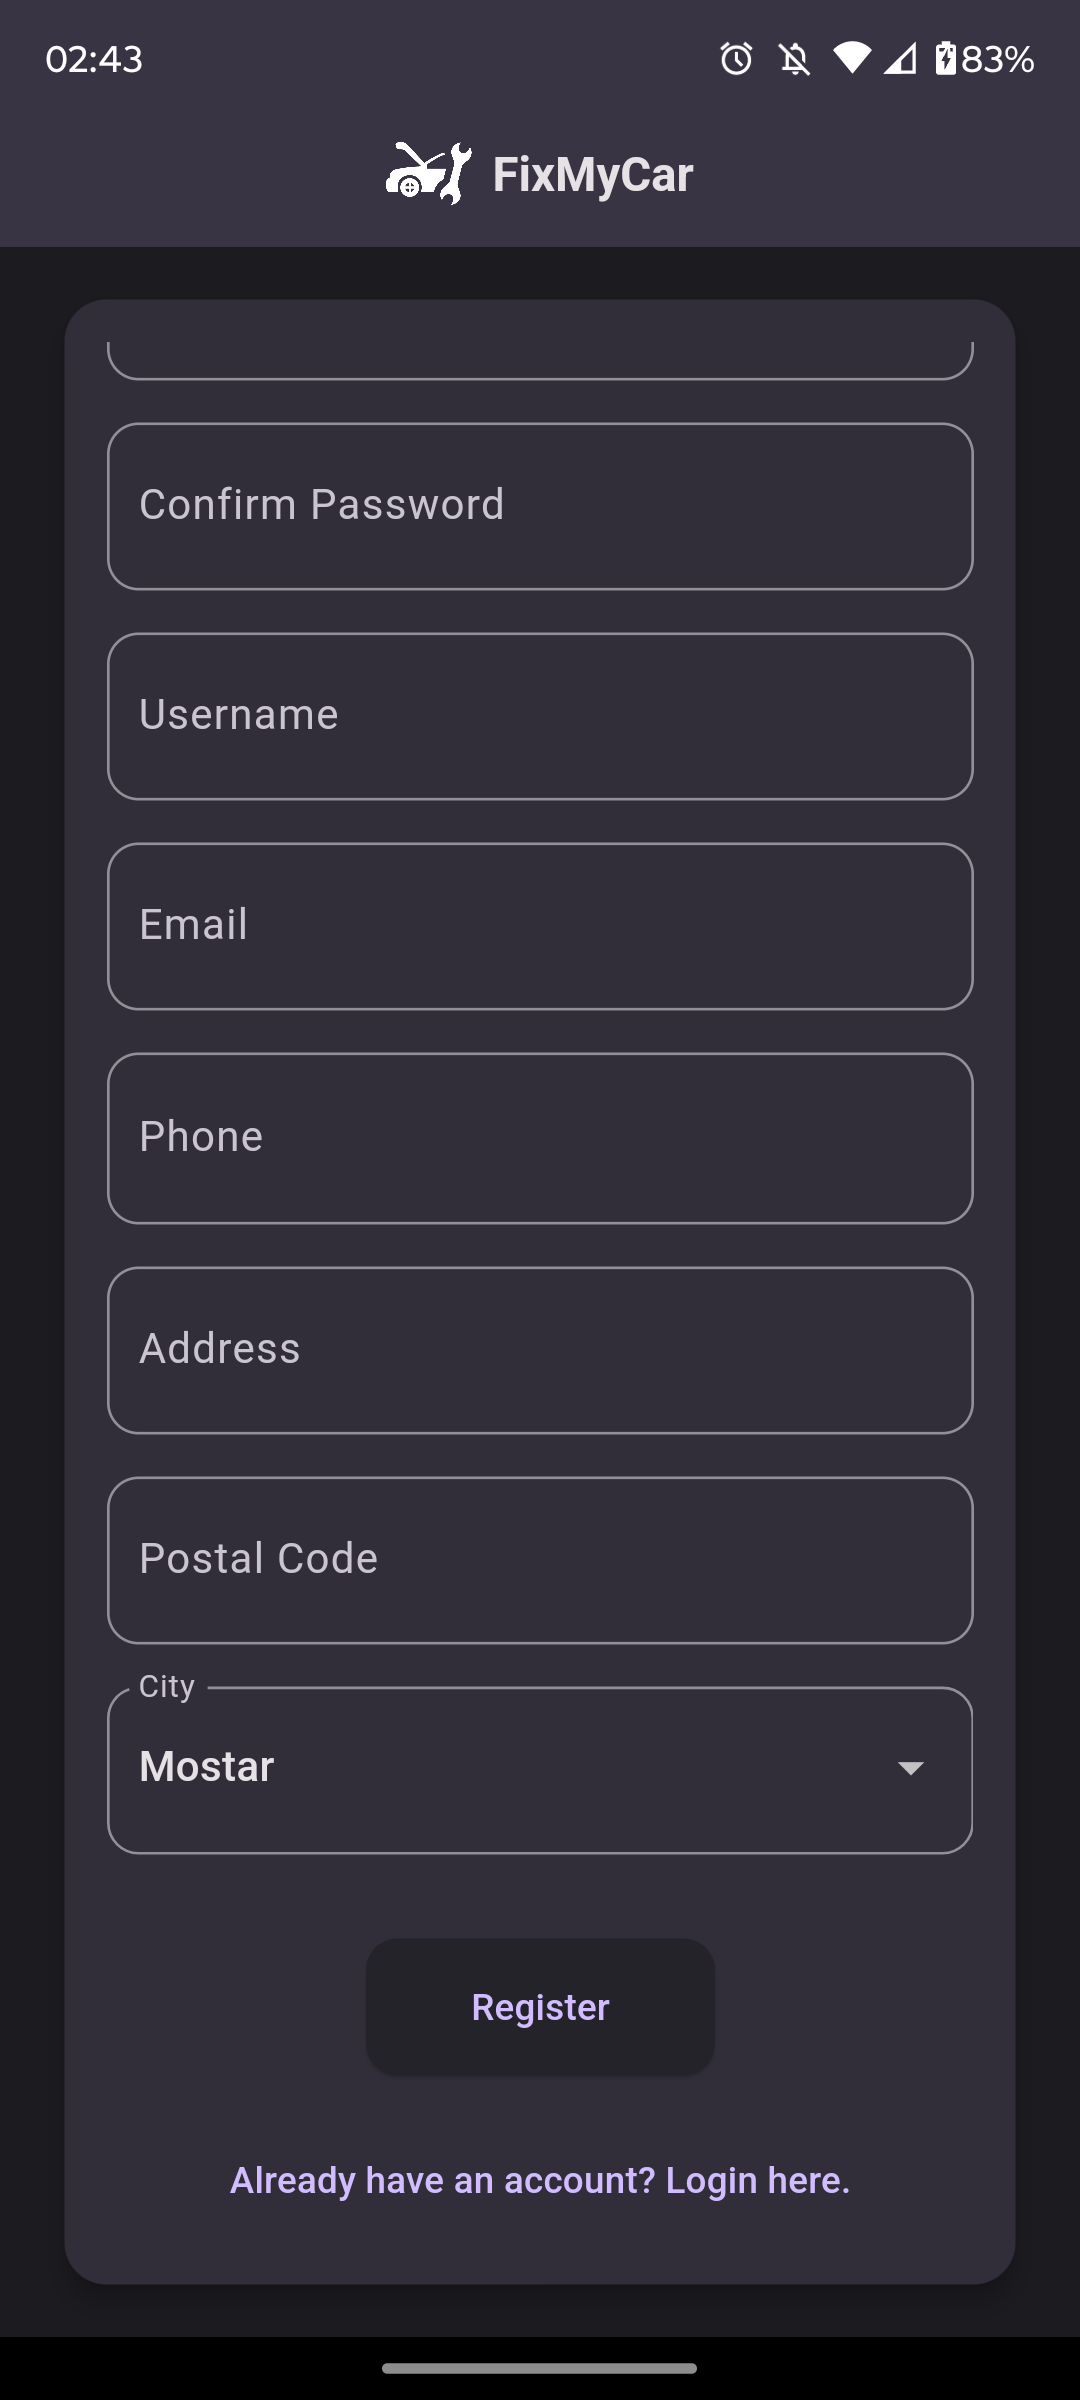 02:43
83%
FixMyCar
Confirm Password
Username
Email
Phone
Address
Postal Code
City
Mostar
Register
Already have an account? Login here.